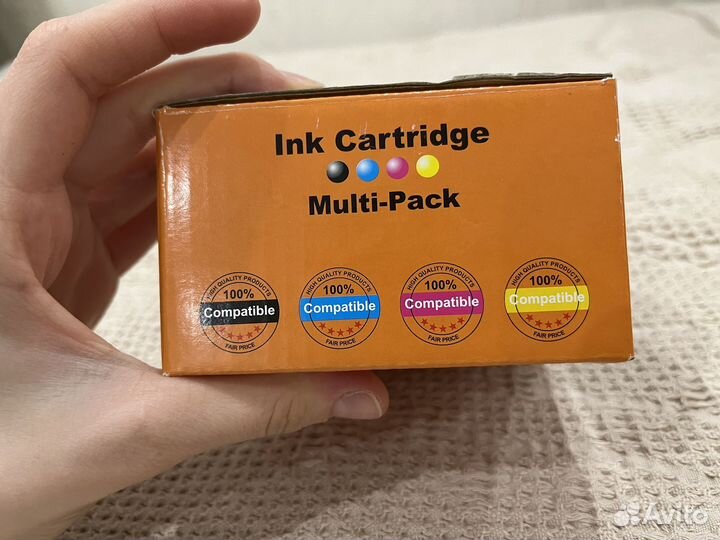 Ink Cartridge
Multi-Pack
HIGH QUALITY PRODUCTS
100%
Compatible
FAIR PRICE
HIGH QUALITY PRODUCTS
100%
Compatible
FAIR PRICE
HIGH QUALITY PRODUCTS
100%
Compatible
FAIR PRICE
HIGH QUALITY PRODUCTS
100%
Compatible
FAIR PRICE
Avito